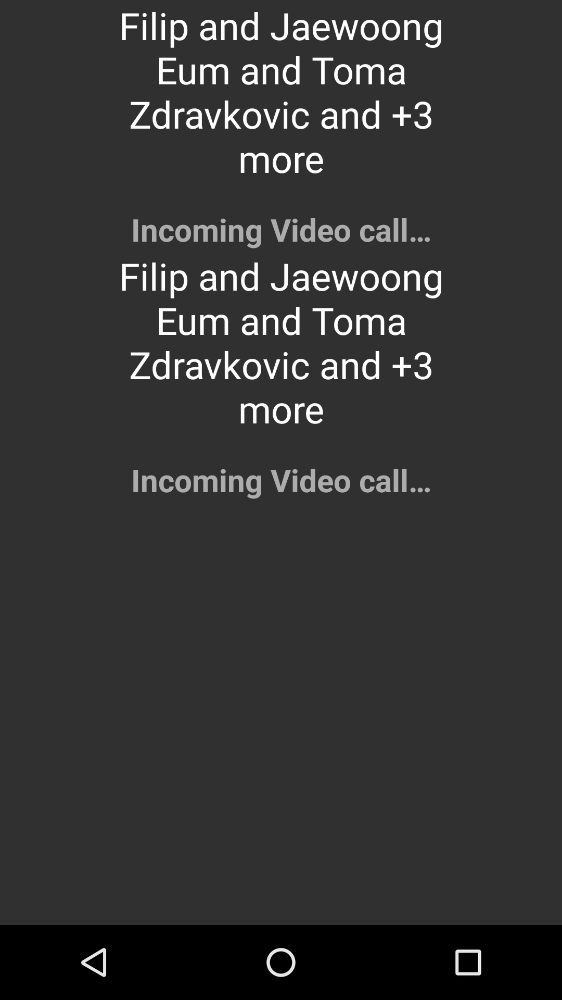 Filip and Jaewoong
Eum and Toma
Zdravkovic and +3
more
Incoming Video call…
Filip and Jaewoong
Eum and Toma
Zdravkovic and +3
more
Incoming Video call…